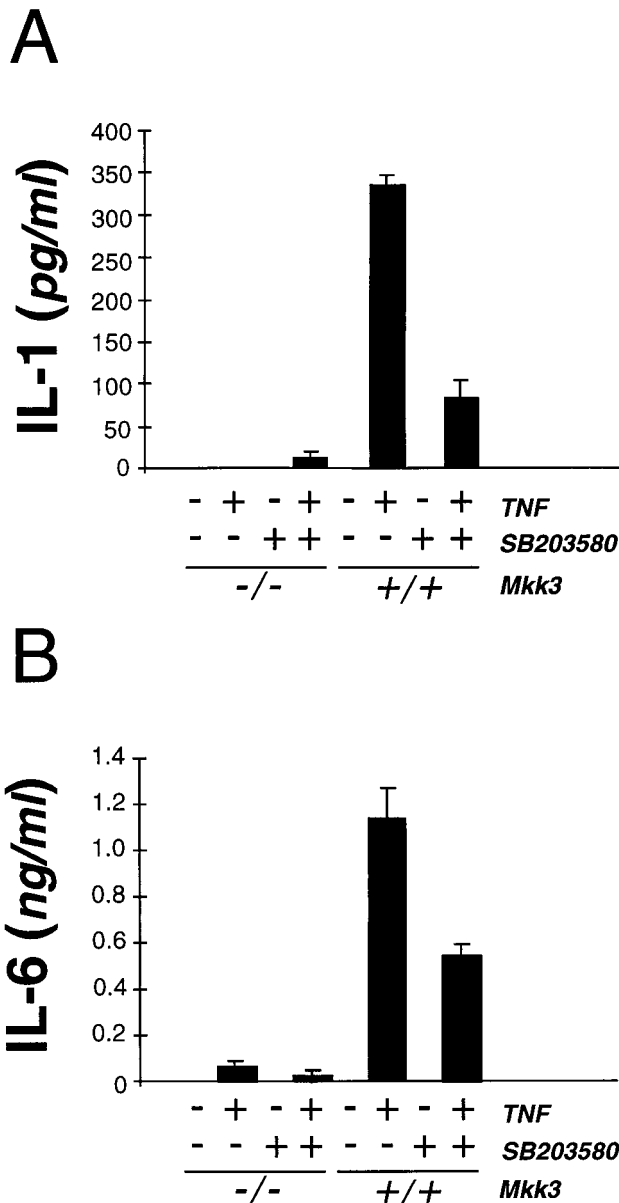 A
IL-1 (pg/ml)
400
350
300
250
200
150
100
50
0
- + - + - + - + TNF
- - + + - - + + SB203580
-/- +/+ Mkk3
B
IL-6 (ng/ml)
1.4
1.2
1.0
0.8
0.6
0.4
0.2
0
- + - + - + - + TNF
- - + + - - + + SB203580
-/- +/+ Mkk3